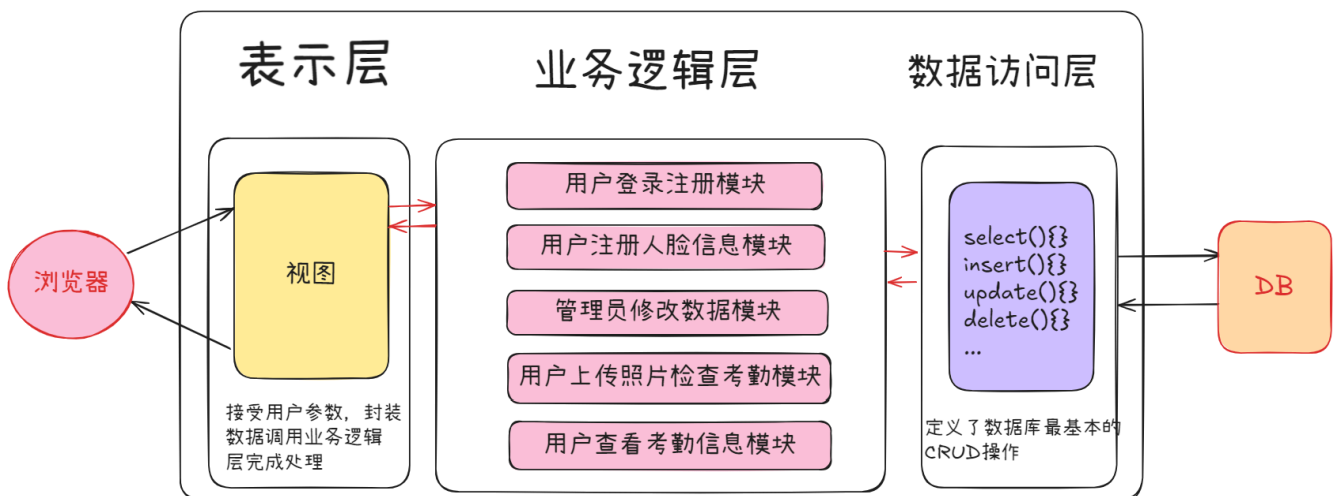 表示层
业务逻辑层
数据访问层
浏览器
视图
接受用户参数，封装
数据调用业务逻辑
层完成处理
用户登录注册模块
用户注册人脸信息模块
管理员修改数据模块
用户上传照片检查考勤模块
用户查看考勤信息模块
select(){}
insert(){}
update(){}
delete(){}
...
定义了数据库最基本的
CRUD操作
DB